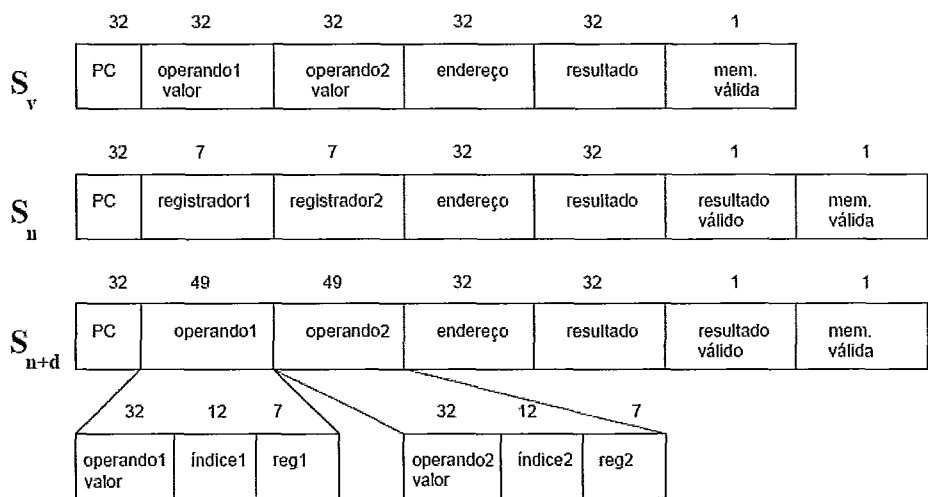 32 32 32 32 32 1
S_v PC operando1 valor operando2 valor endereço resultado mem. válida
32 7 7 32 32 1 1
S_n PC registrador1 registrador2 endereço resultado resultado válido mem. válida
32 49 49 32 32 1 1
S_n+d PC operando1 operando2 endereço resultado resultado válido mem. válida
32 12 7 32 12 7
operando1 valor índice1 reg1 operando2 valor índice2 reg2